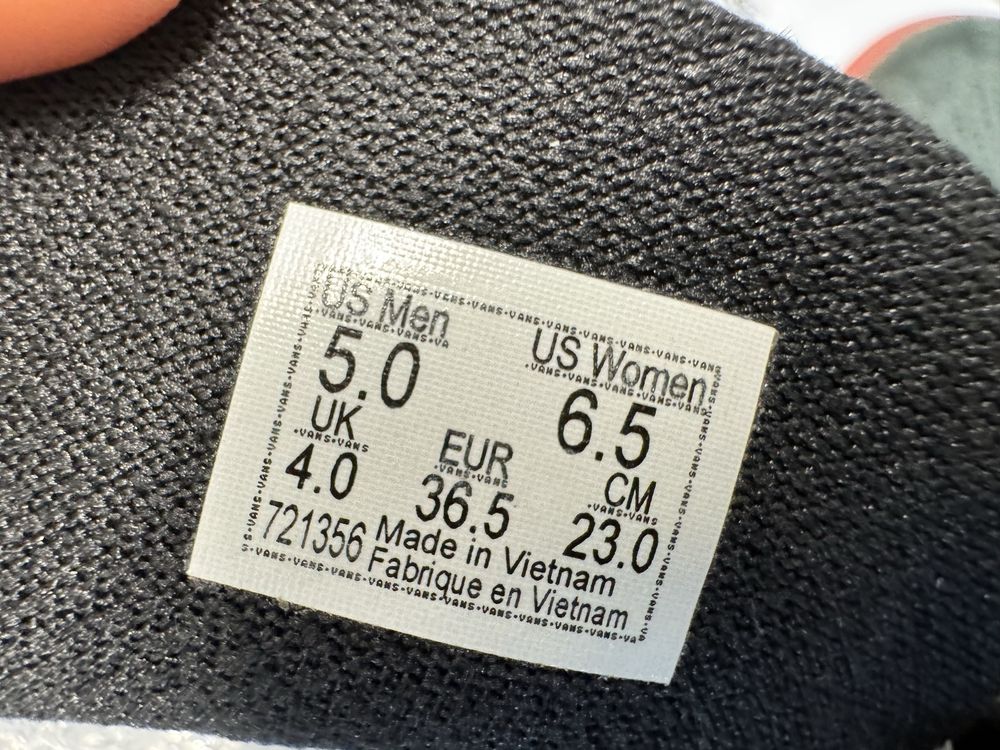 US Men
US Women
5.0
6.5
UK
EUR
CM
4.0
36.5
23.0
721356 Made in Vietnam
Fabrique en Vietnam